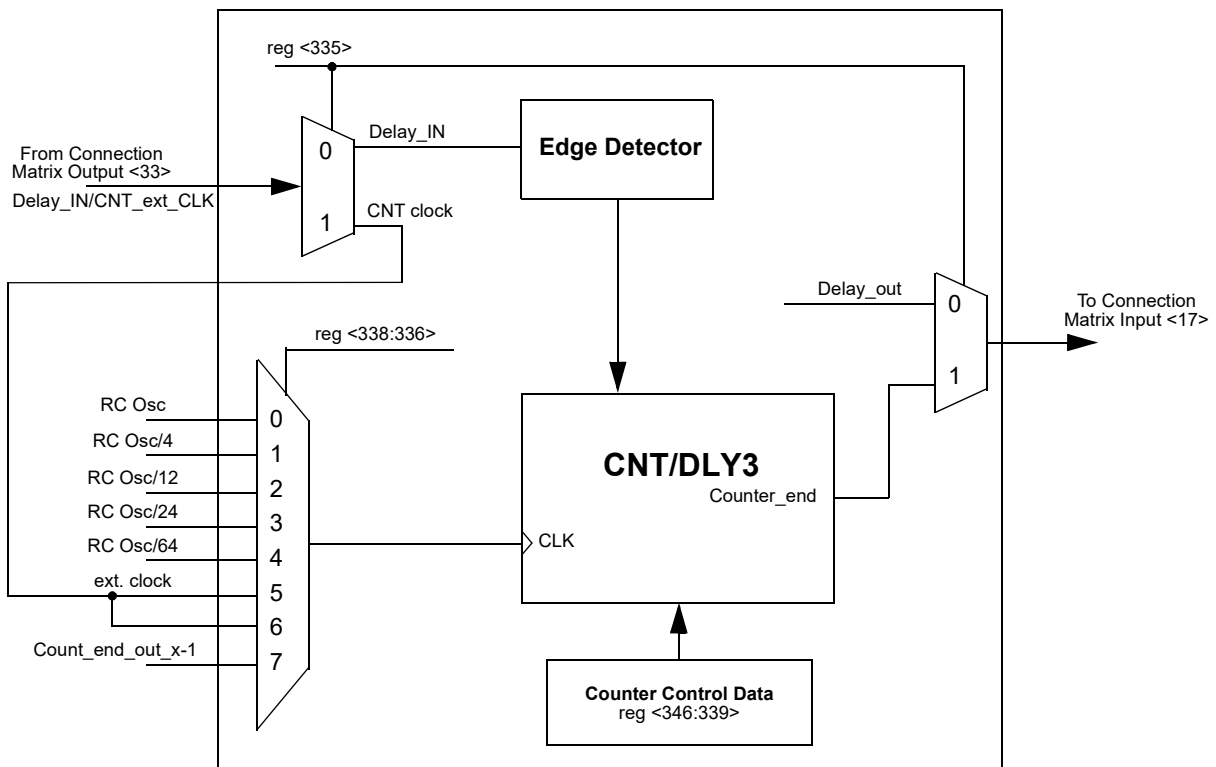 reg <335>
From Connection
Matrix Output <33>
Delay_IN/CNT_ext_CLK
0
1
Delay_IN
CNT clock
Edge Detector
Delay_out
0
1
To Connection
Matrix Input <17>
reg <338:336>
RC Osc
RC Osc/4
RC Osc/12
RC Osc/24
RC Osc/64
ext. clock
Count_end_out_x-1
0
1
2
3
4
5
6
7
CNT/DLY3
Counter_end
CLK
Counter Control Data
reg <346:339>